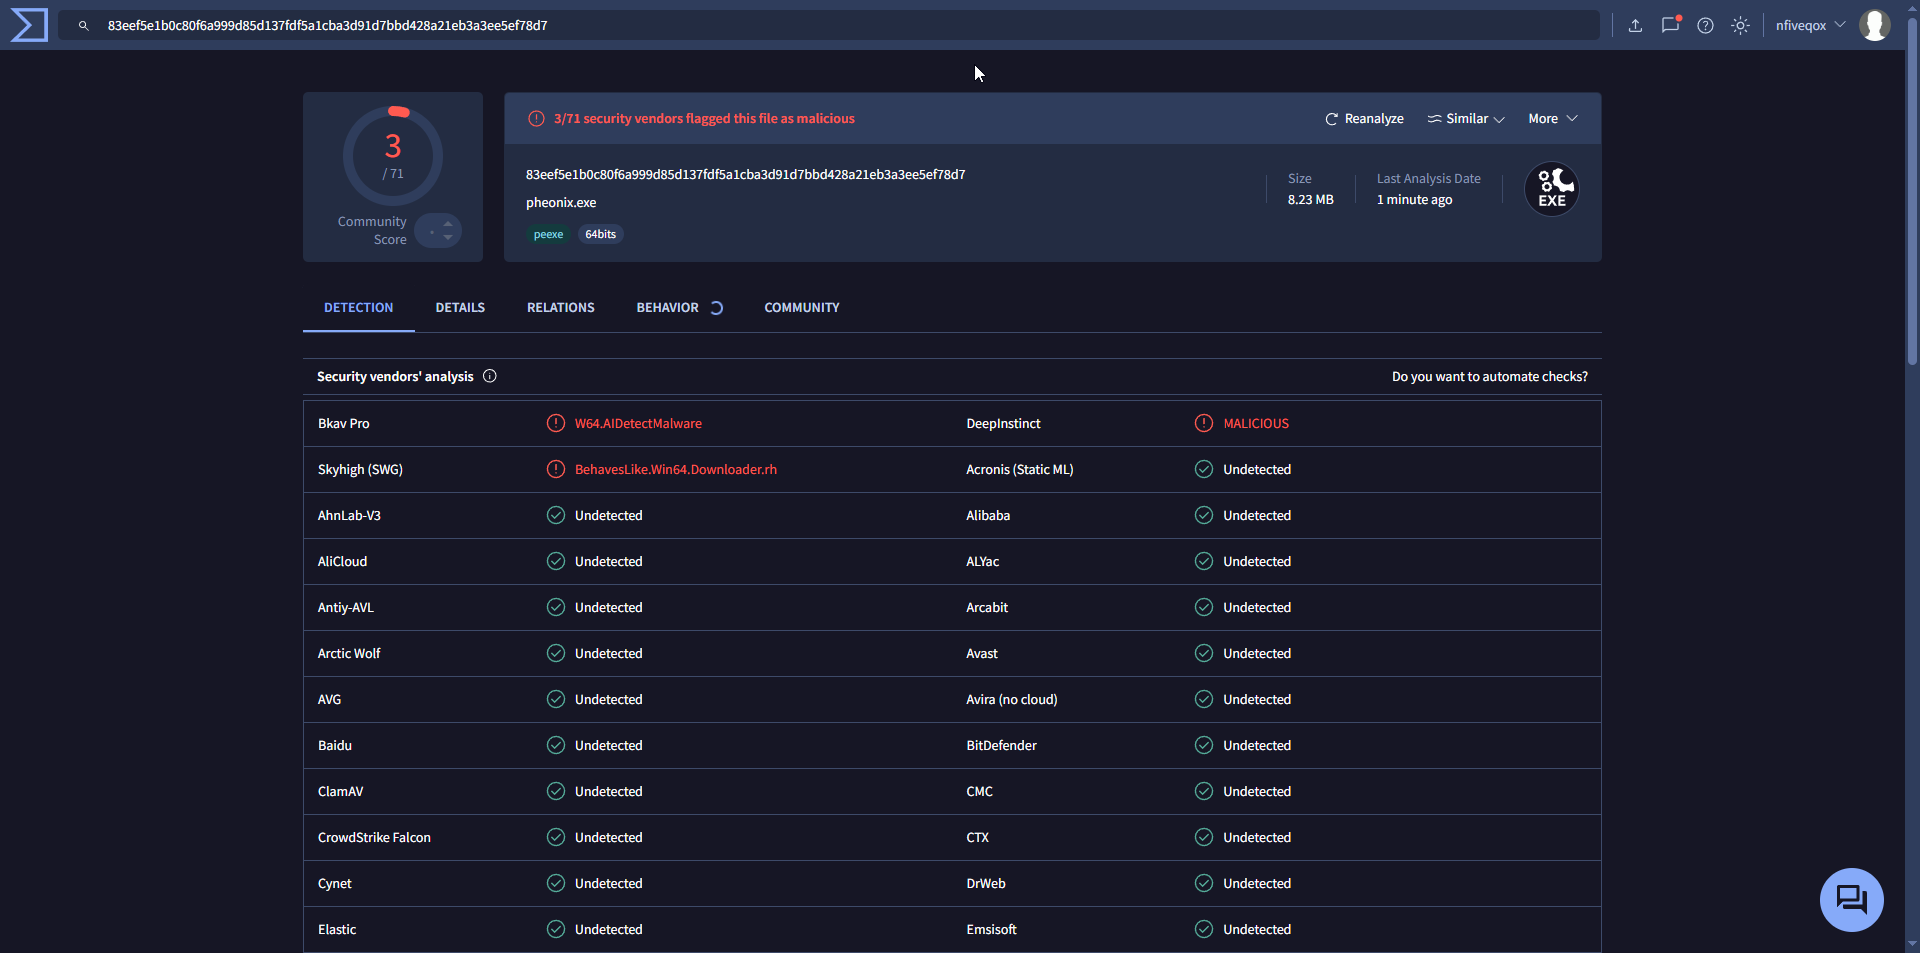 83eef5e1b0c80f6a999d85d137fdf5a1cba3d91d7bbd428a21eb3a3ee5ef78d7
nfiveqox
3
/ 71
Community Score
3/71 security vendors flagged this file as malicious
Reanalyze
Similar
More
83eef5e1b0c80f6a999d85d137fdf5a1cba3d91d7bbd428a21eb3a3ee5ef78d7
pheonix.exe
peexe
64bits
Size
8.23 MB
Last Analysis Date
1 minute ago
EXE
DETECTION DETAILS RELATIONS BEHAVIOR COMMUNITY
Security vendors' analysis
Do you want to automate checks?
Bkav Pro W64.AIDetectMalware DeepInstinct MALICIOUS
Skyhigh (SWG) BehavesLike.Win64.Downloader.rh Acronis (Static ML) Undetected
AhnLab-V3 Undetected Alibaba Undetected
AliCloud Undetected ALYac Undetected
Antiy-AVL Undetected Arcabit Undetected
Arctic Wolf Undetected Avast Undetected
AVG Undetected Avira (no cloud) Undetected
Baidu Undetected BitDefender Undetected
ClamAV Undetected CMC Undetected
CrowdStrike Falcon Undetected CTX Undetected
Cynet Undetected DrWeb Undetected
Elastic Undetected Emsisoft Undetected